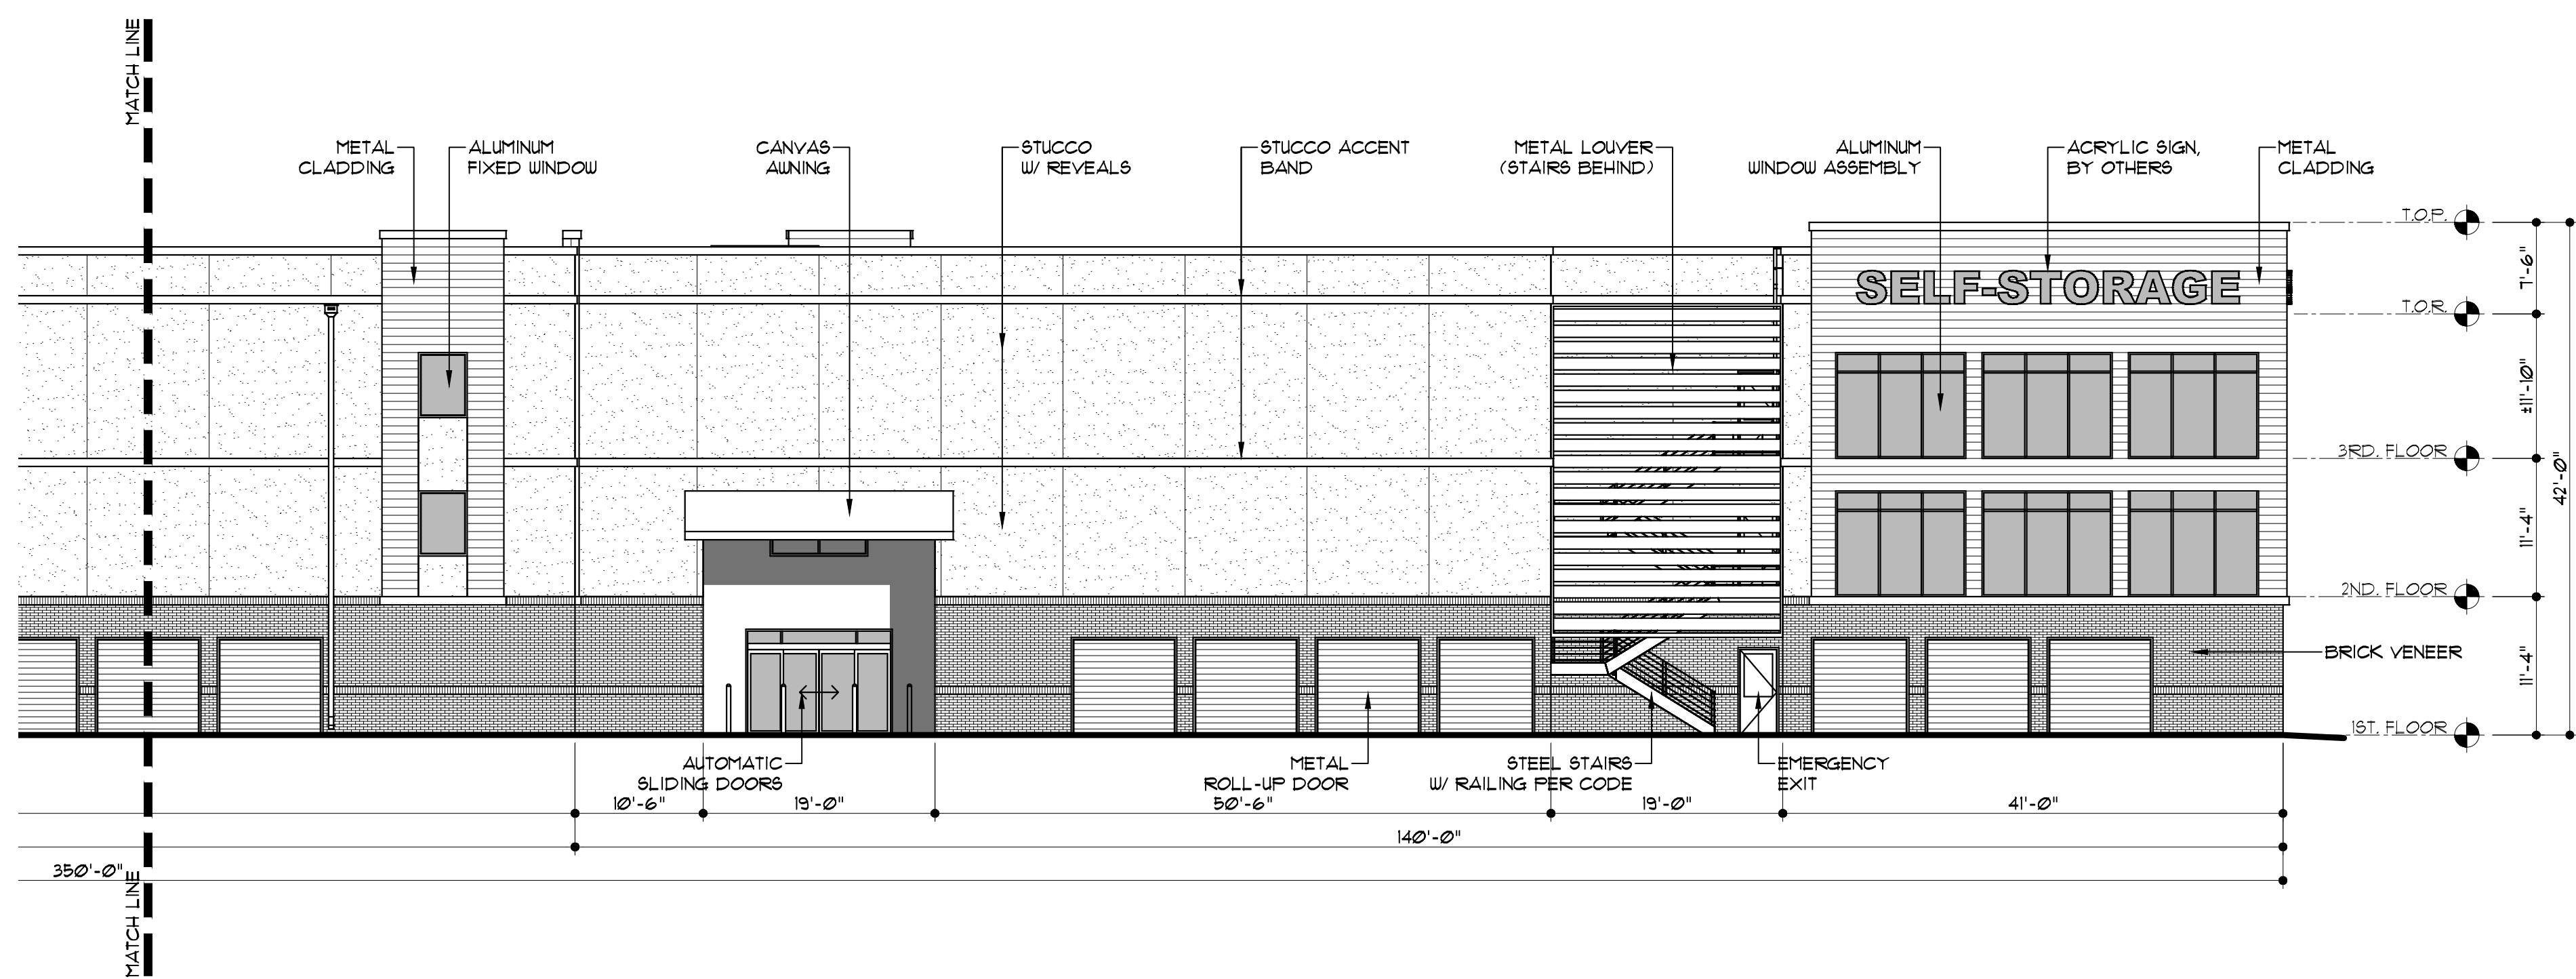 MATCH LINE
METAL
CLADDING
ALUMINUM
FIXED WINDOW
CANVAS
AWNING
STUCCO
W/ REVEALS
STUCCO ACCENT
BAND
METAL LOUVER
(STAIRS BEHIND)
ALUMINUM
WINDOW ASSEMBLY
ACRYLIC SIGN,
BY OTHERS
METAL
CLADDING
T.O.P.
7'-6"
SELF-STORAGE
T.O.R.
±11'-10"
3RD. FLOOR
42'-0"
11'-4"
2ND. FLOOR
BRICK VENEER
11'-4"
1ST. FLOOR
AUTOMATIC
SLIDING DOORS
METAL
ROLL-UP DOOR
STEEL STAIRS
W/ RAILING PER CODE
EMERGENCY
EXIT
10'-6"
19'-0"
50'-6"
19'-0"
41'-0"
140'-0"
350'-0"
MATCH LINE